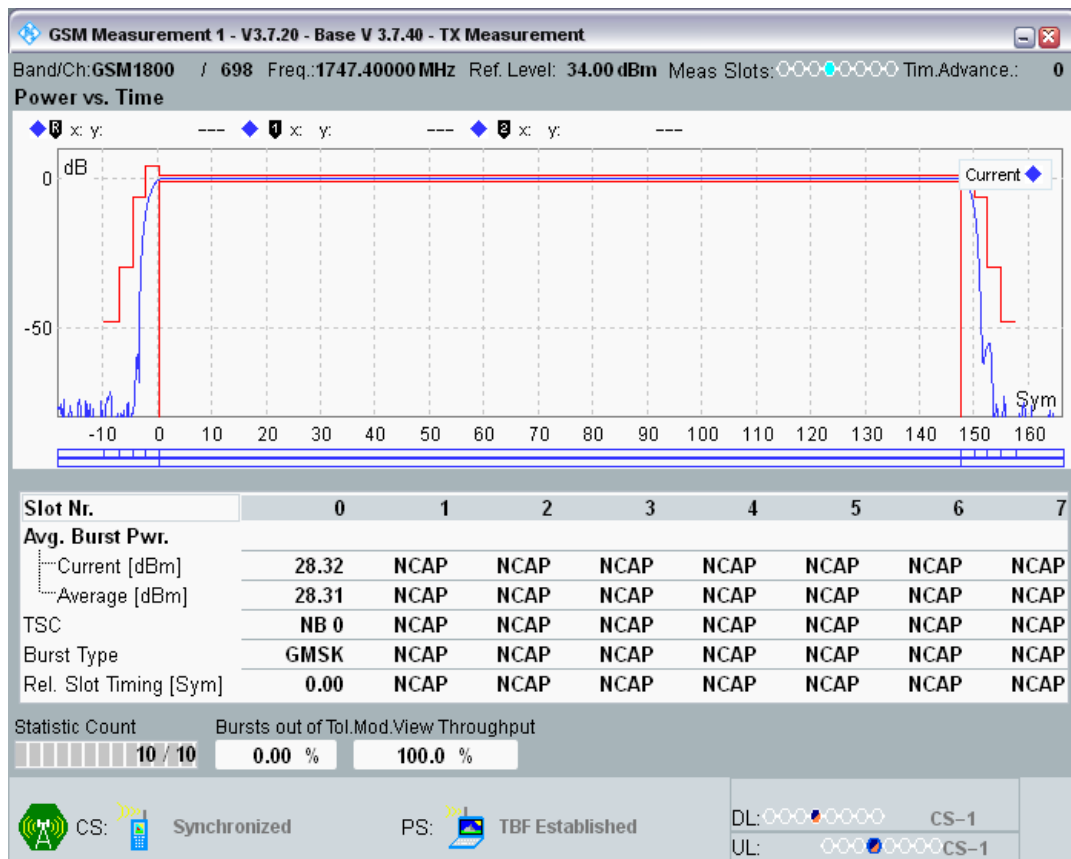 GSM Measurement 1 - V3.7.20 - Base V 3.7.40 - TX Measurement
Band/Ch:GSM1800 / 698 Freq.:1747.40000 MHz Ref. Level: 34.00 dBm Meas Slots: Tim.Advance.: 0
Power vs. Time
R x: y: --- 1 x: y: --- 2 x: y: ---
dB
0
Current
-50
Sym
-10 0 10 20 30 40 50 60 70 80 90 100 110 120 130 140 150 160
Slot Nr. 0 1 2 3 4 5 6 7
Avg. Burst Pwr.
Current [dBm] 28.32 NCAP NCAP NCAP NCAP NCAP NCAP NCAP
Average [dBm] 28.31 NCAP NCAP NCAP NCAP NCAP NCAP NCAP
TSC NB 0 NCAP NCAP NCAP NCAP NCAP NCAP NCAP
Burst Type GMSK NCAP NCAP NCAP NCAP NCAP NCAP NCAP
Rel. Slot Timing [Sym] 0.00 NCAP NCAP NCAP NCAP NCAP NCAP NCAP
Statistic Count Bursts out of Tol. Mod.View Throughput
10 / 10 0.00 % 100.0 %
CS: Synchronized PS: TBF Established
DL: CS-1
UL: CS-1